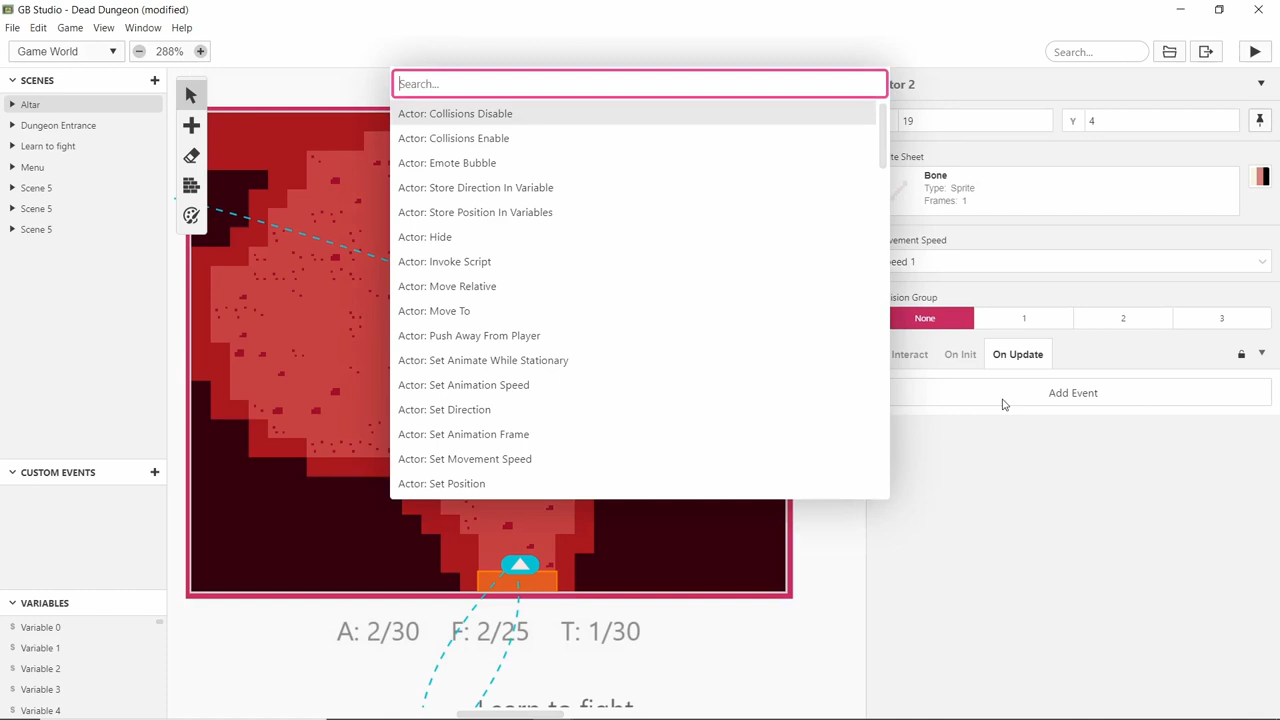 GB Studio - Dead Dungeon (modified)
File Edit Game View Window Help
Game World
288%
Search...
SCENES
Altar
Dungeon Entrance
Learn to fight
Menu
Scene 5
Scene 5
Scene 5
CUSTOM EVENTS
VARIABLES
S Variable 0
S Variable 1
S Variable 2
S Variable 3
S Variable 4
Search...
Actor: Collisions Disable
Actor: Collisions Enable
Actor: Emote Bubble
Actor: Store Direction In Variable
Actor: Store Position In Variables
Actor: Hide
Actor: Invoke Script
Actor: Move Relative
Actor: Move To
Actor: Push Away From Player
Actor: Set Animate While Stationary
Actor: Set Animation Speed
Actor: Set Direction
Actor: Set Animation Frame
Actor: Set Movement Speed
Actor: Set Position
A: 2/30 F: 2/25 T: 1/30
Learn to fight
tor 2
19 Y 4
te Sheet
Bone
Type: Sprite
Frames: 1
vement Speed
eed 1
ision Group
None 1 2 3
Interact On Init On Update
Add Event